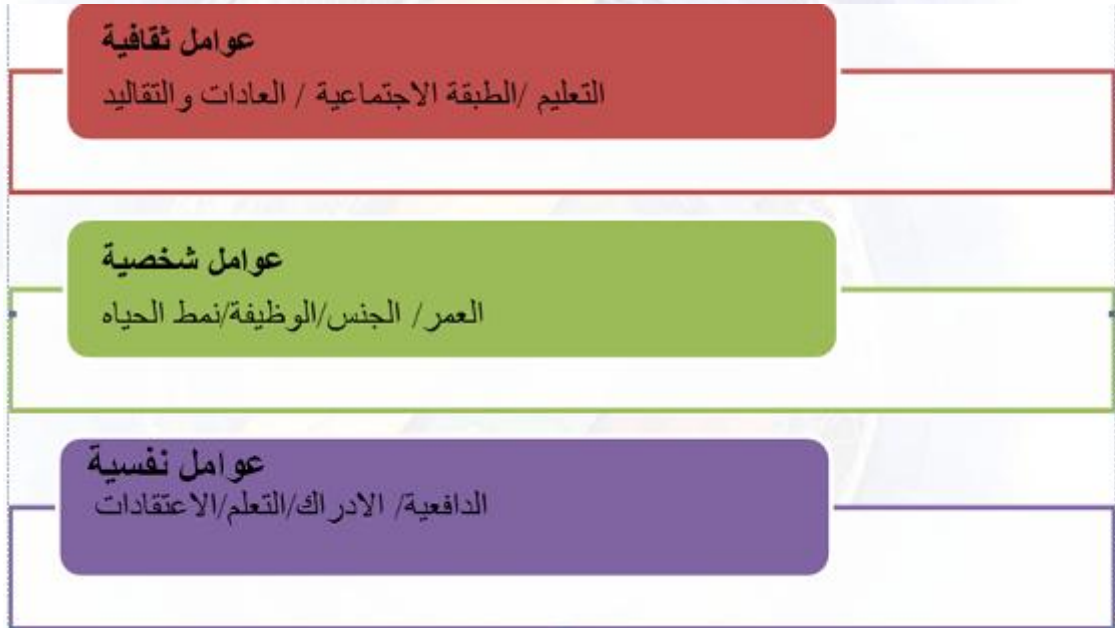 عوامل ثقافية
التعليم /الطبقة الاجتماعية / العادات والتقاليد
عوامل شخصية
العمر/ الجنس/الوظيفة/نمط الحياه
عوامل نفسية
الدافعية/ الادراك/التعلم/الاعتقادات